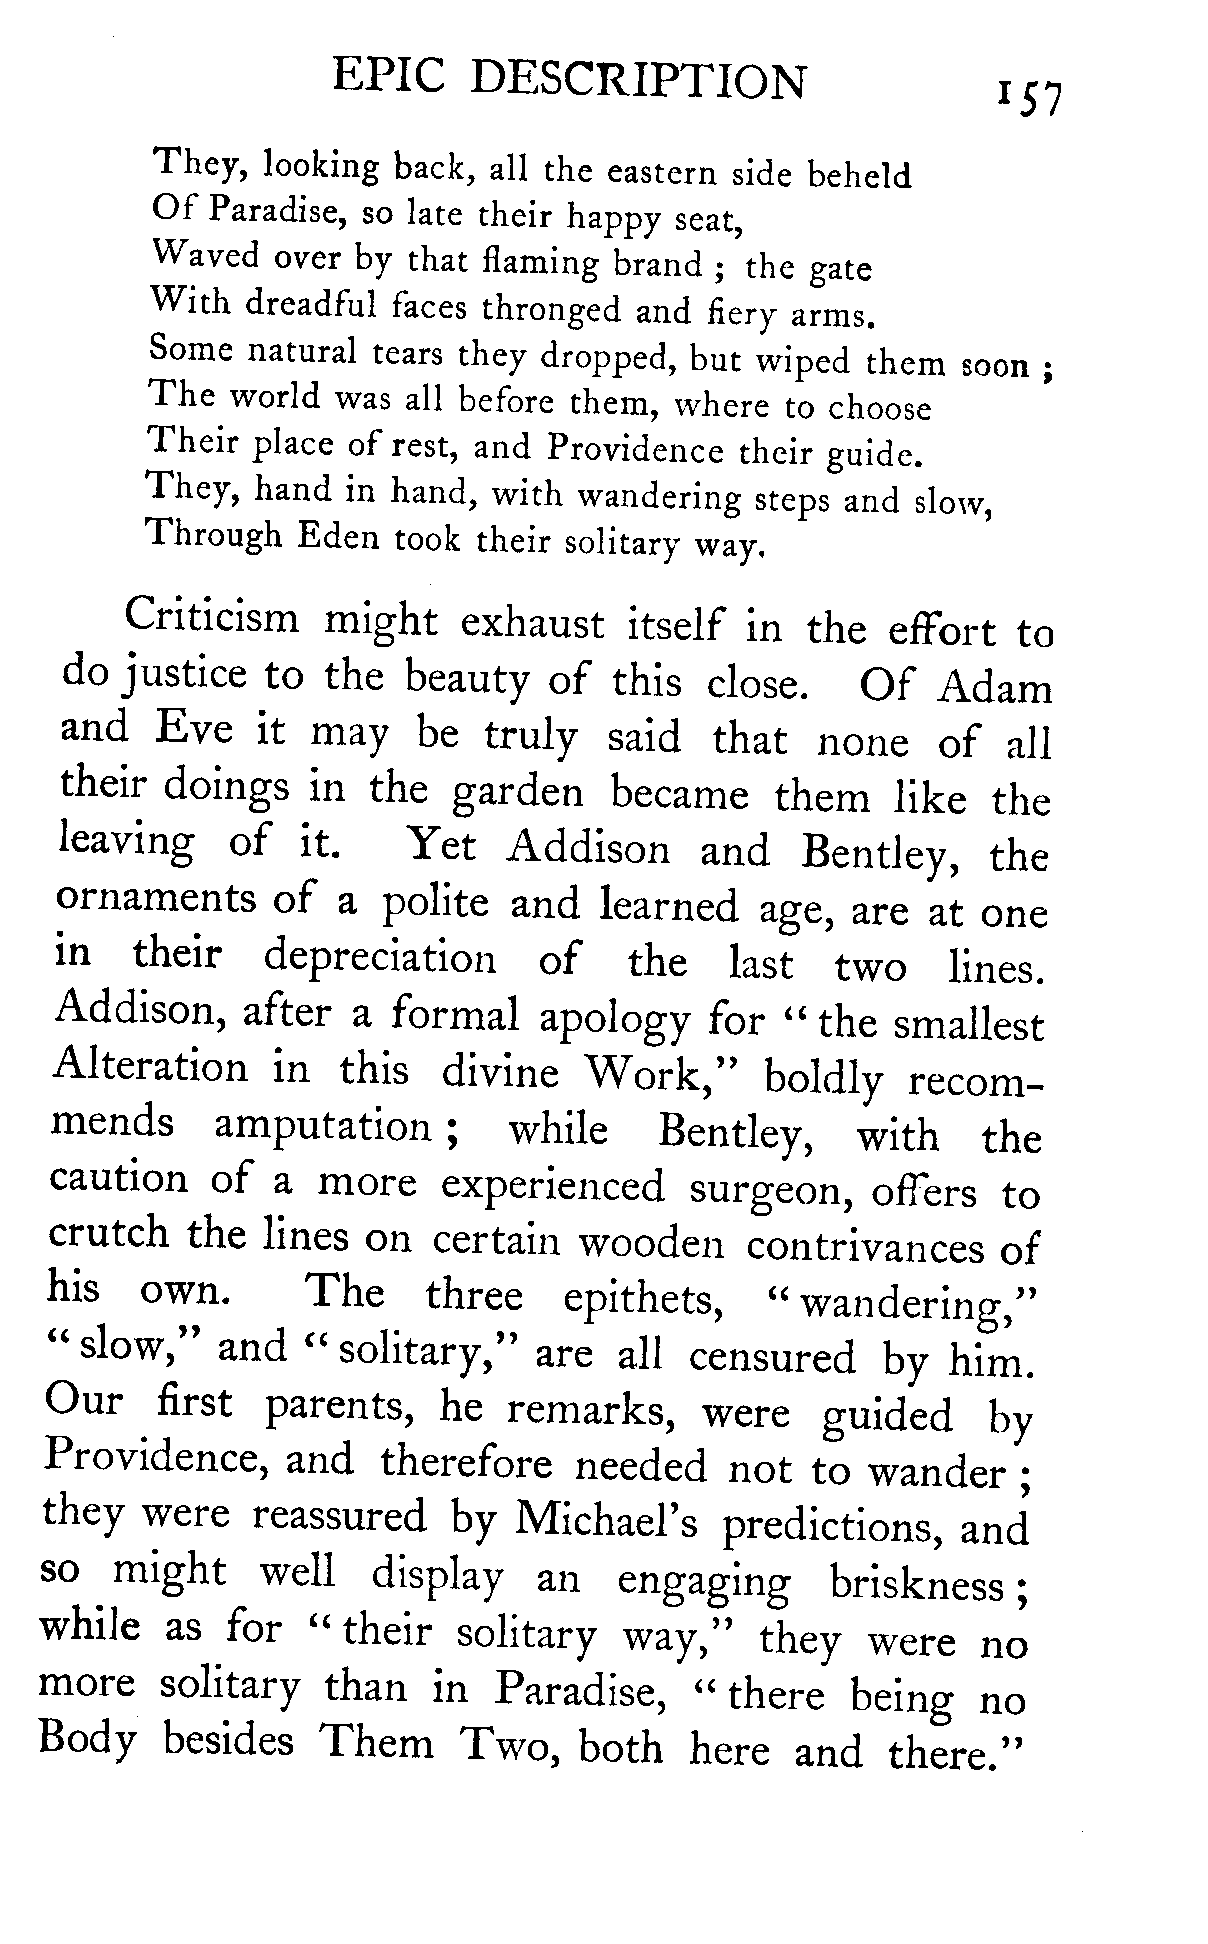 EPIC DESCRIPTION 157
They, looking back, all the eastern side beheld
Of Paradise, so late their happy seat,
Waved over by that flaming brand ; the gate
With dreadful faces thronged and fiery arms.
Some natural tears they dropped, but wiped them soon ;
The world was all before them, where to choose
Their place of rest, and Providence their guide.
They, hand in hand, with wandering steps and slow,
Through Eden took their solitary way.
Criticism might exhaust itself in the effort to
do justice to the beauty of this close. Of Adam
and Eve it may be truly said that none of all
their doings in the garden became them like the
leaving of it. Yet Addison and Bentley, the
ornaments of a polite and learned age, are at one
in their depreciation of the last two lines.
Addison, after a formal apology for “ the smallest
Alteration in this divine Work,” boldly recom-
mends amputation ; while Bentley, with the
caution of a more experienced surgeon, offers to
crutch the lines on certain wooden contrivances of
his own. The three epithets, “ wandering,”
“ slow,” and “ solitary,” are all censured by him.
Our first parents, he remarks, were guided by
Providence, and therefore needed not to wander ;
they were reassured by Michael’s predictions, and
so might well display an engaging briskness ;
while as for “ their solitary way,” they were no
more solitary than in Paradise, “ there being no
Body besides Them Two, both here and there.”